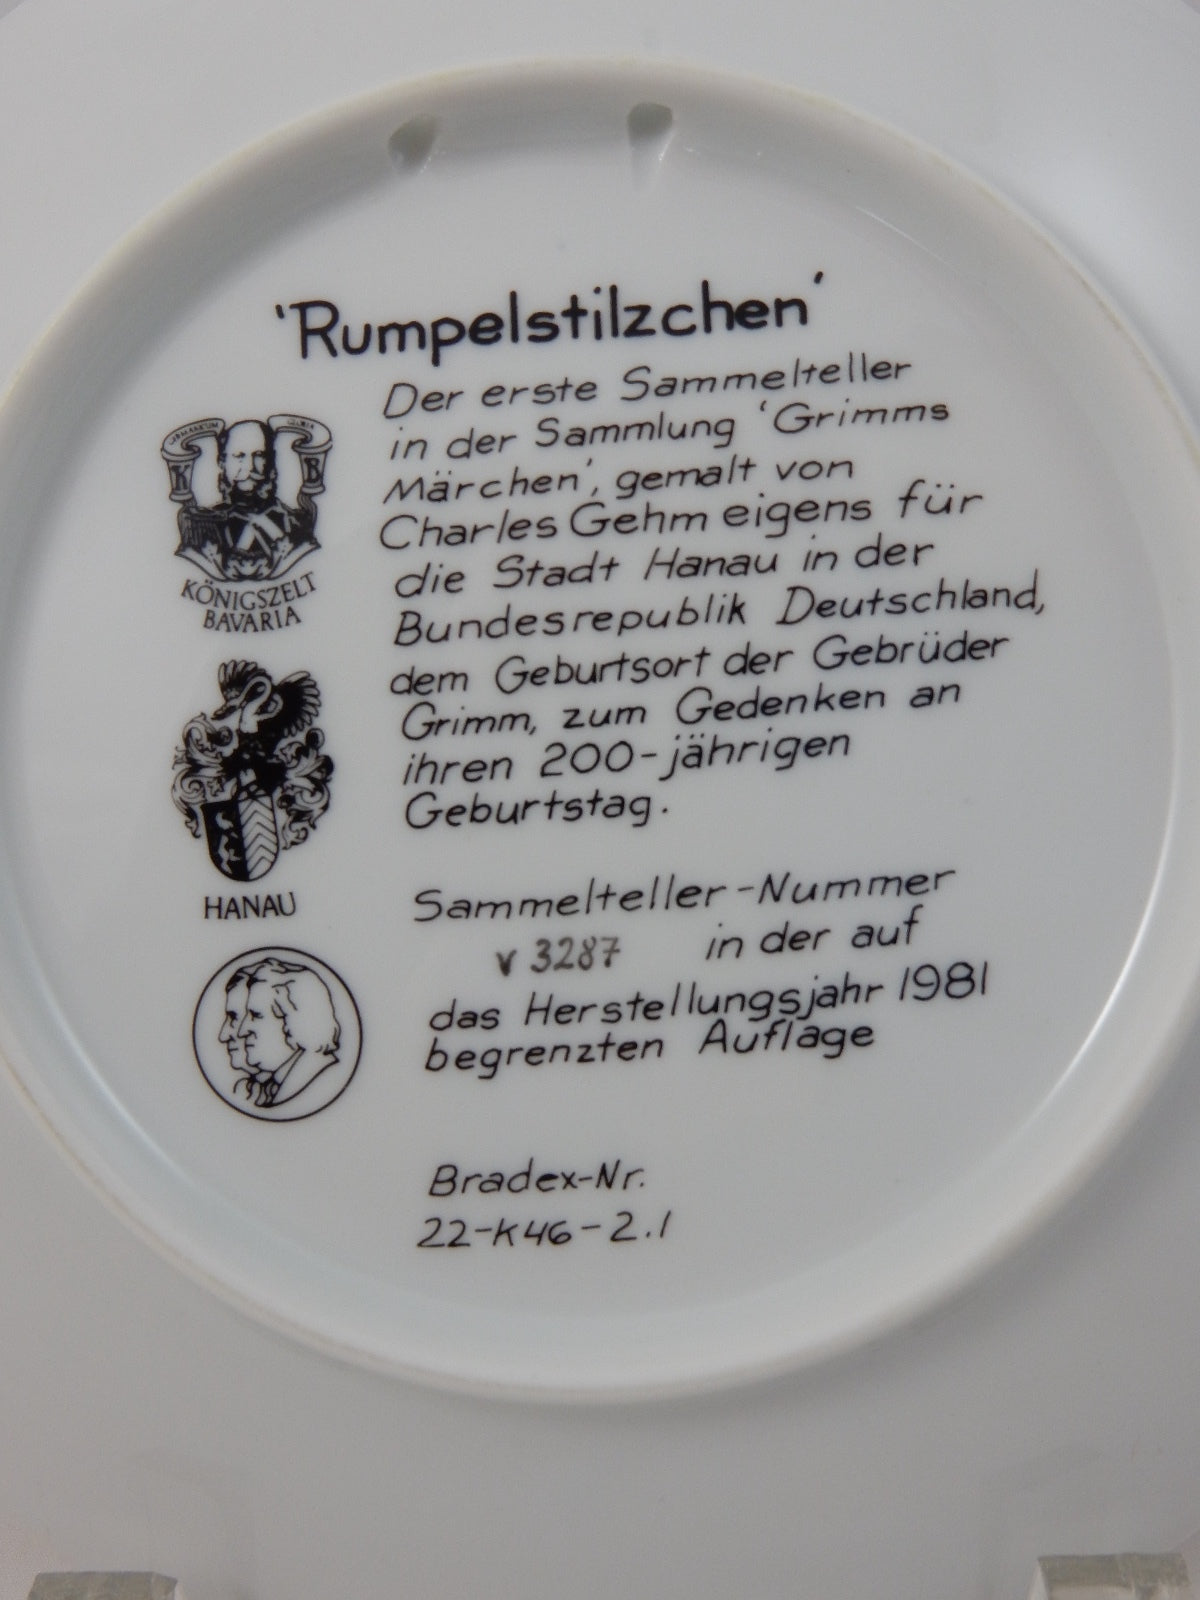 'Rumpelstilzchen'
Der erste Sammelteller
in der Sammlung 'Grimms
Märchen', gemalt von
Charles Gehm eigens für
die Stadt Hanau in der
Bundesrepublik Deutschland,
dem Geburtsort der Gebrüder
Grimm, zum Gedenken an
ihren 200-jährigen
Geburtstag.
K B
KÖNIGSZELT
BAVARIA
HANAU
Sammelteller-Nummer
V 3287 in der auf
das Herstellungsjahr 1981
begrenzten Auflage
Bradex-Nr.
22-K46-2.1